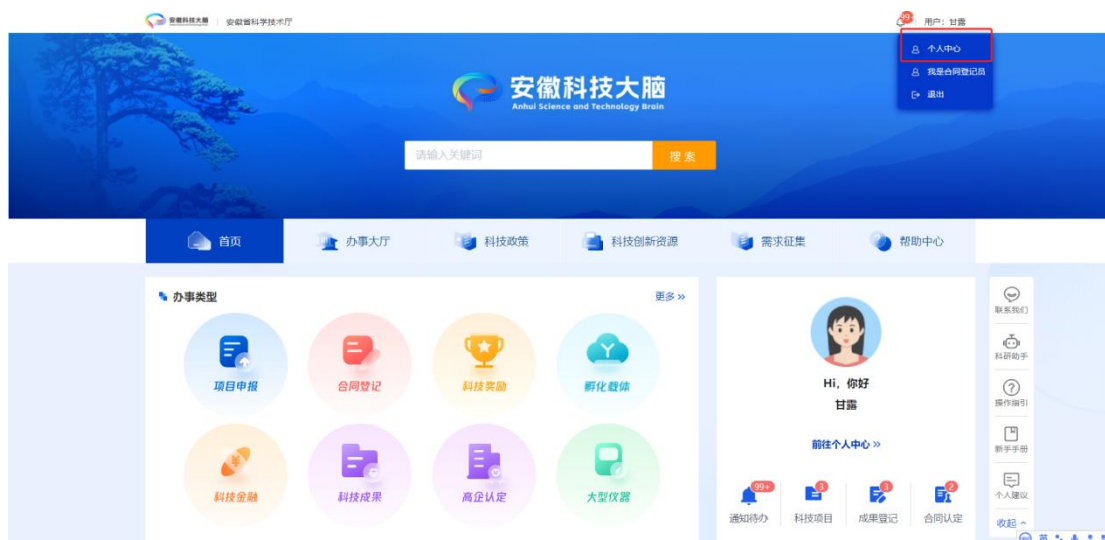 安徽科技大脑 安徽省科学技术厅 99+ 用户：甘露
个人中心
我是合同登记员
退出
安徽科技大脑
Anhui Science and Technology Brain
请输入关键词 搜索
首页 办事大厅 科技政策 科技创新资源 需求征集 帮助中心
办事类型 更多 »
项目申报 合同登记 科技奖励 孵化载体
科技金融 科技成果 高企认定 大型仪器
Hi，你好
甘露
前往个人中心 »
99+ 3 3 2
通知待办 科技项目 成果登记 合同认定
联系我们
科研助手
操作指引
新手手册
个人建议
收起
英